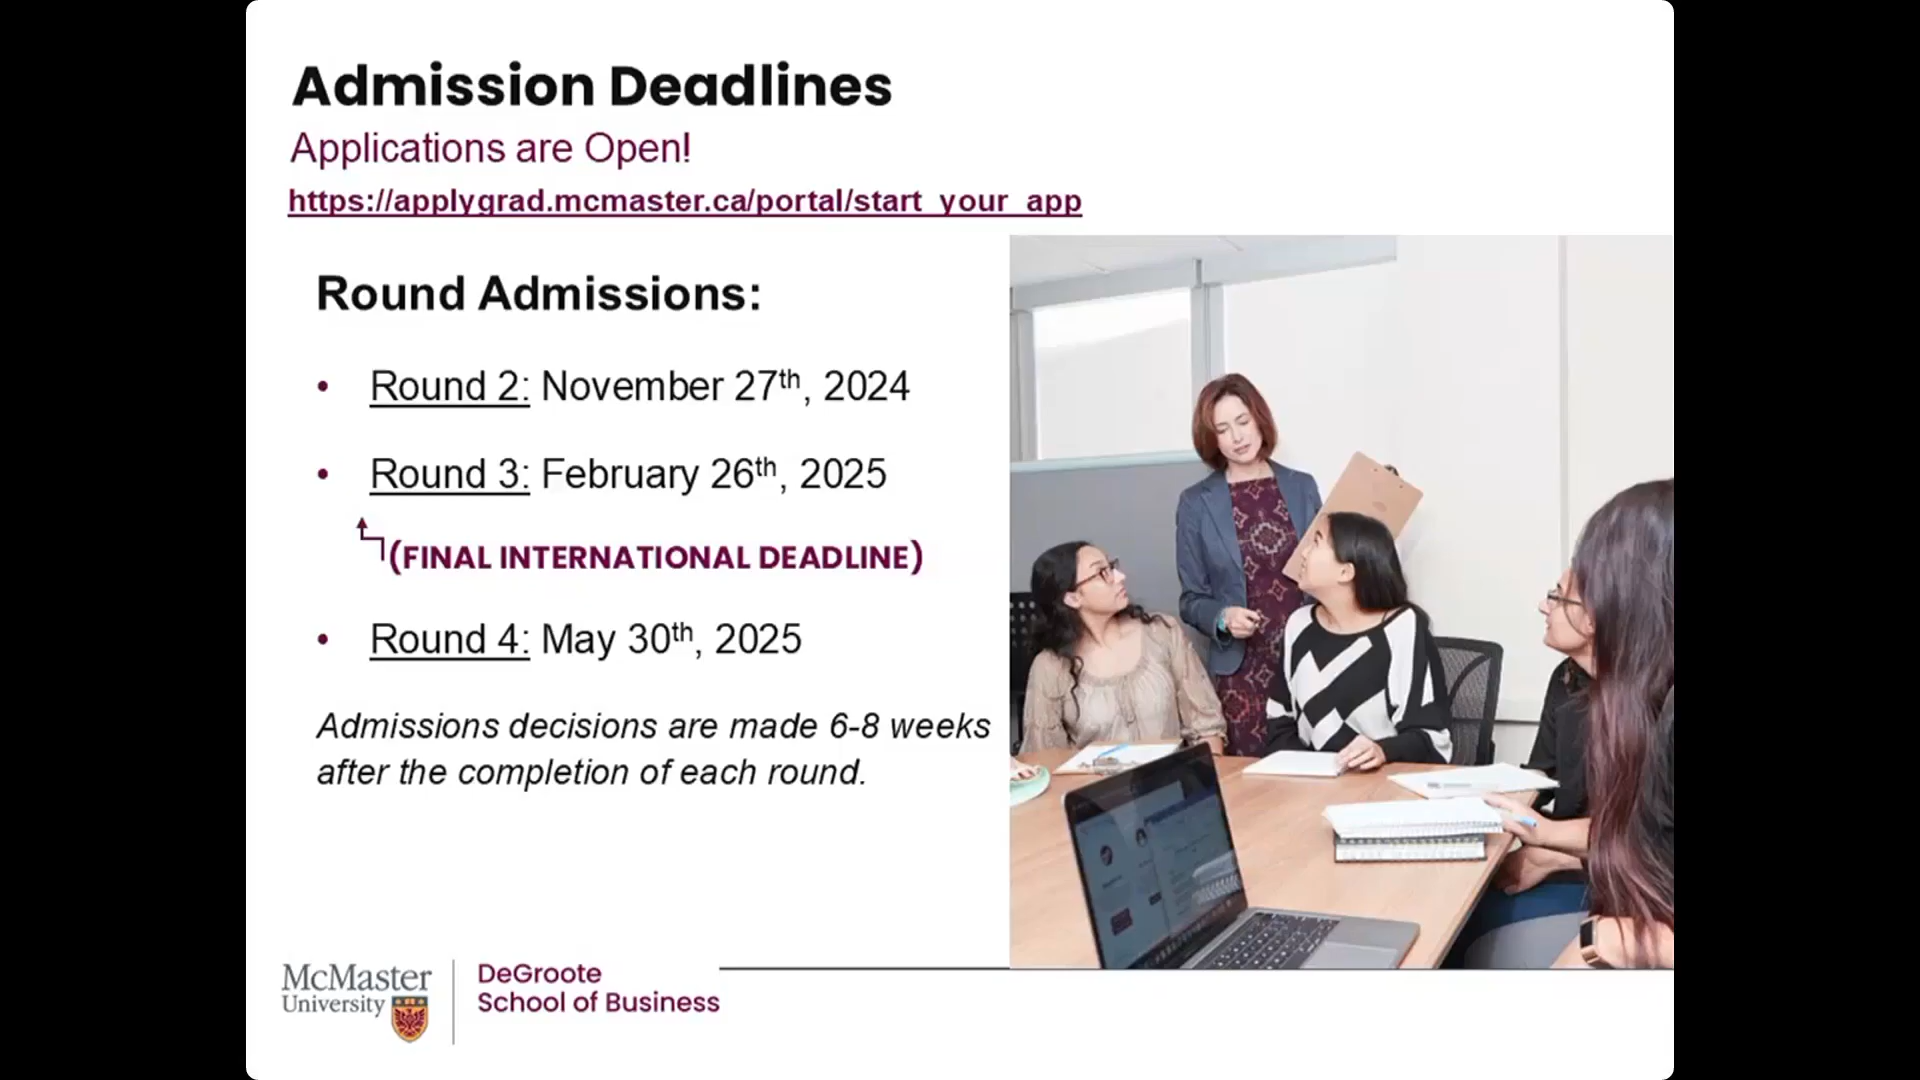 Admission Deadlines
Applications are Open!
https://applygrad.mcmaster.ca/portal/start_your_app
Round Admissions:
• Round 2: November 27th, 2024
• Round 3: February 26th, 2025
(FINAL INTERNATIONAL DEADLINE)
• Round 4: May 30th, 2025
Admissions decisions are made 6-8 weeks
after the completion of each round.
McMaster
University
DeGroote
School of Business